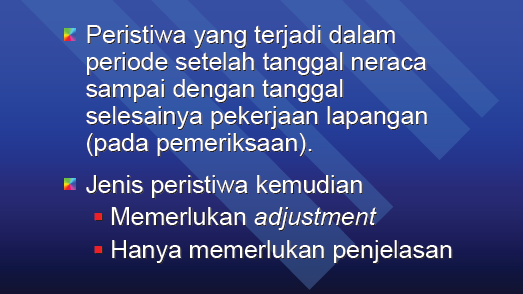 Peristiwa yang terjadi dalam
periode setelah tanggal neraca
sampai dengan tanggal
selesainya pekerjaan lapangan
(pada pemeriksaan).
Jenis peristiwa kemudian
Memerlukan adjustment
Hanya memerlukan penjelasan